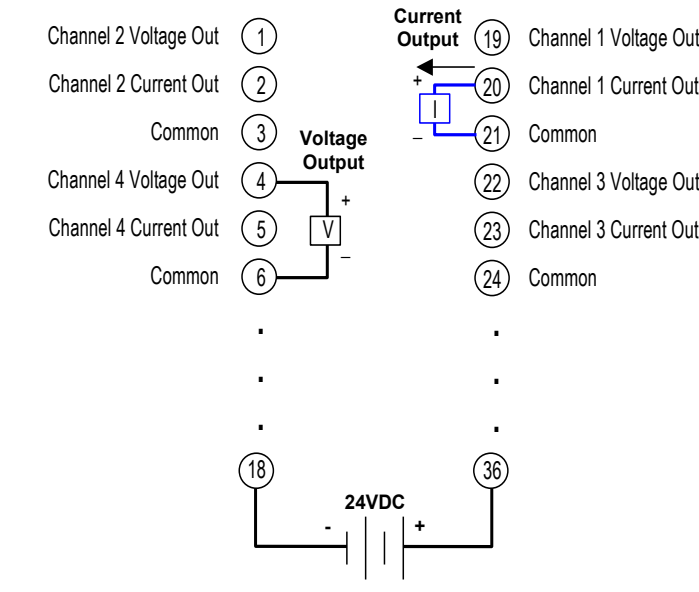 Channel 2 Voltage Out 1
Channel 2 Current Out 2
Common 3
Channel 4 Voltage Out 4
Channel 4 Current Out 5
Common 6
Voltage
Output
+
V
–
Current
Output
19 Channel 1 Voltage Out
20 Channel 1 Current Out
21 Common
22 Channel 3 Voltage Out
23 Channel 3 Current Out
24 Common
+
I
–
18
36
24VDC
- +